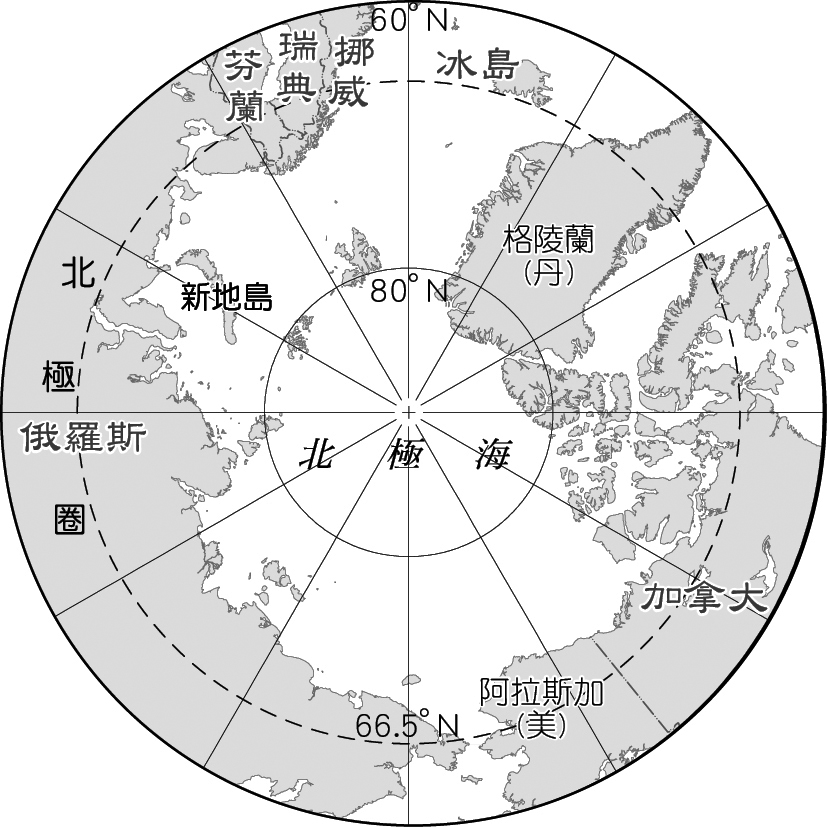 60°N
冰島
挪威
瑞典
芬蘭
格陵蘭
(丹)
新地島
80°N
北極圈
俄羅斯
北極海
加拿大
阿拉斯加
(美)
66.5°N